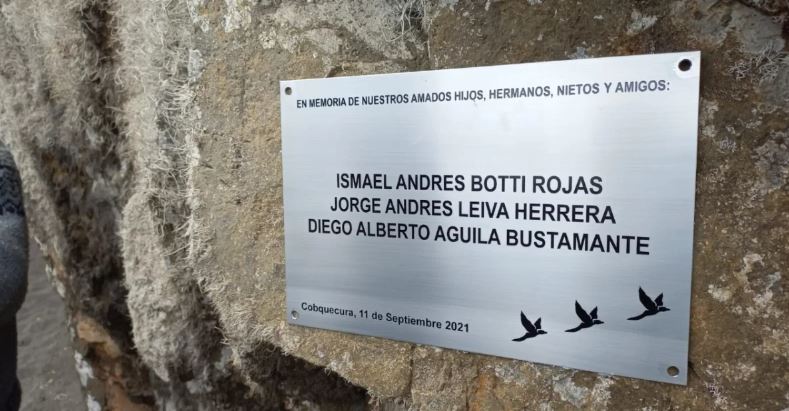 EN MEMORIA DE NUESTROS AMADOS HIJOS, HERMANOS, NIETOS Y AMIGOS:
ISMAEL ANDRES BOTTI ROJAS
JORGE ANDRES LEIVA HERRERA
DIEGO ALBERTO AGUILA BUSTAMANTE
Cobquecura, 11 de Septiembre 2021